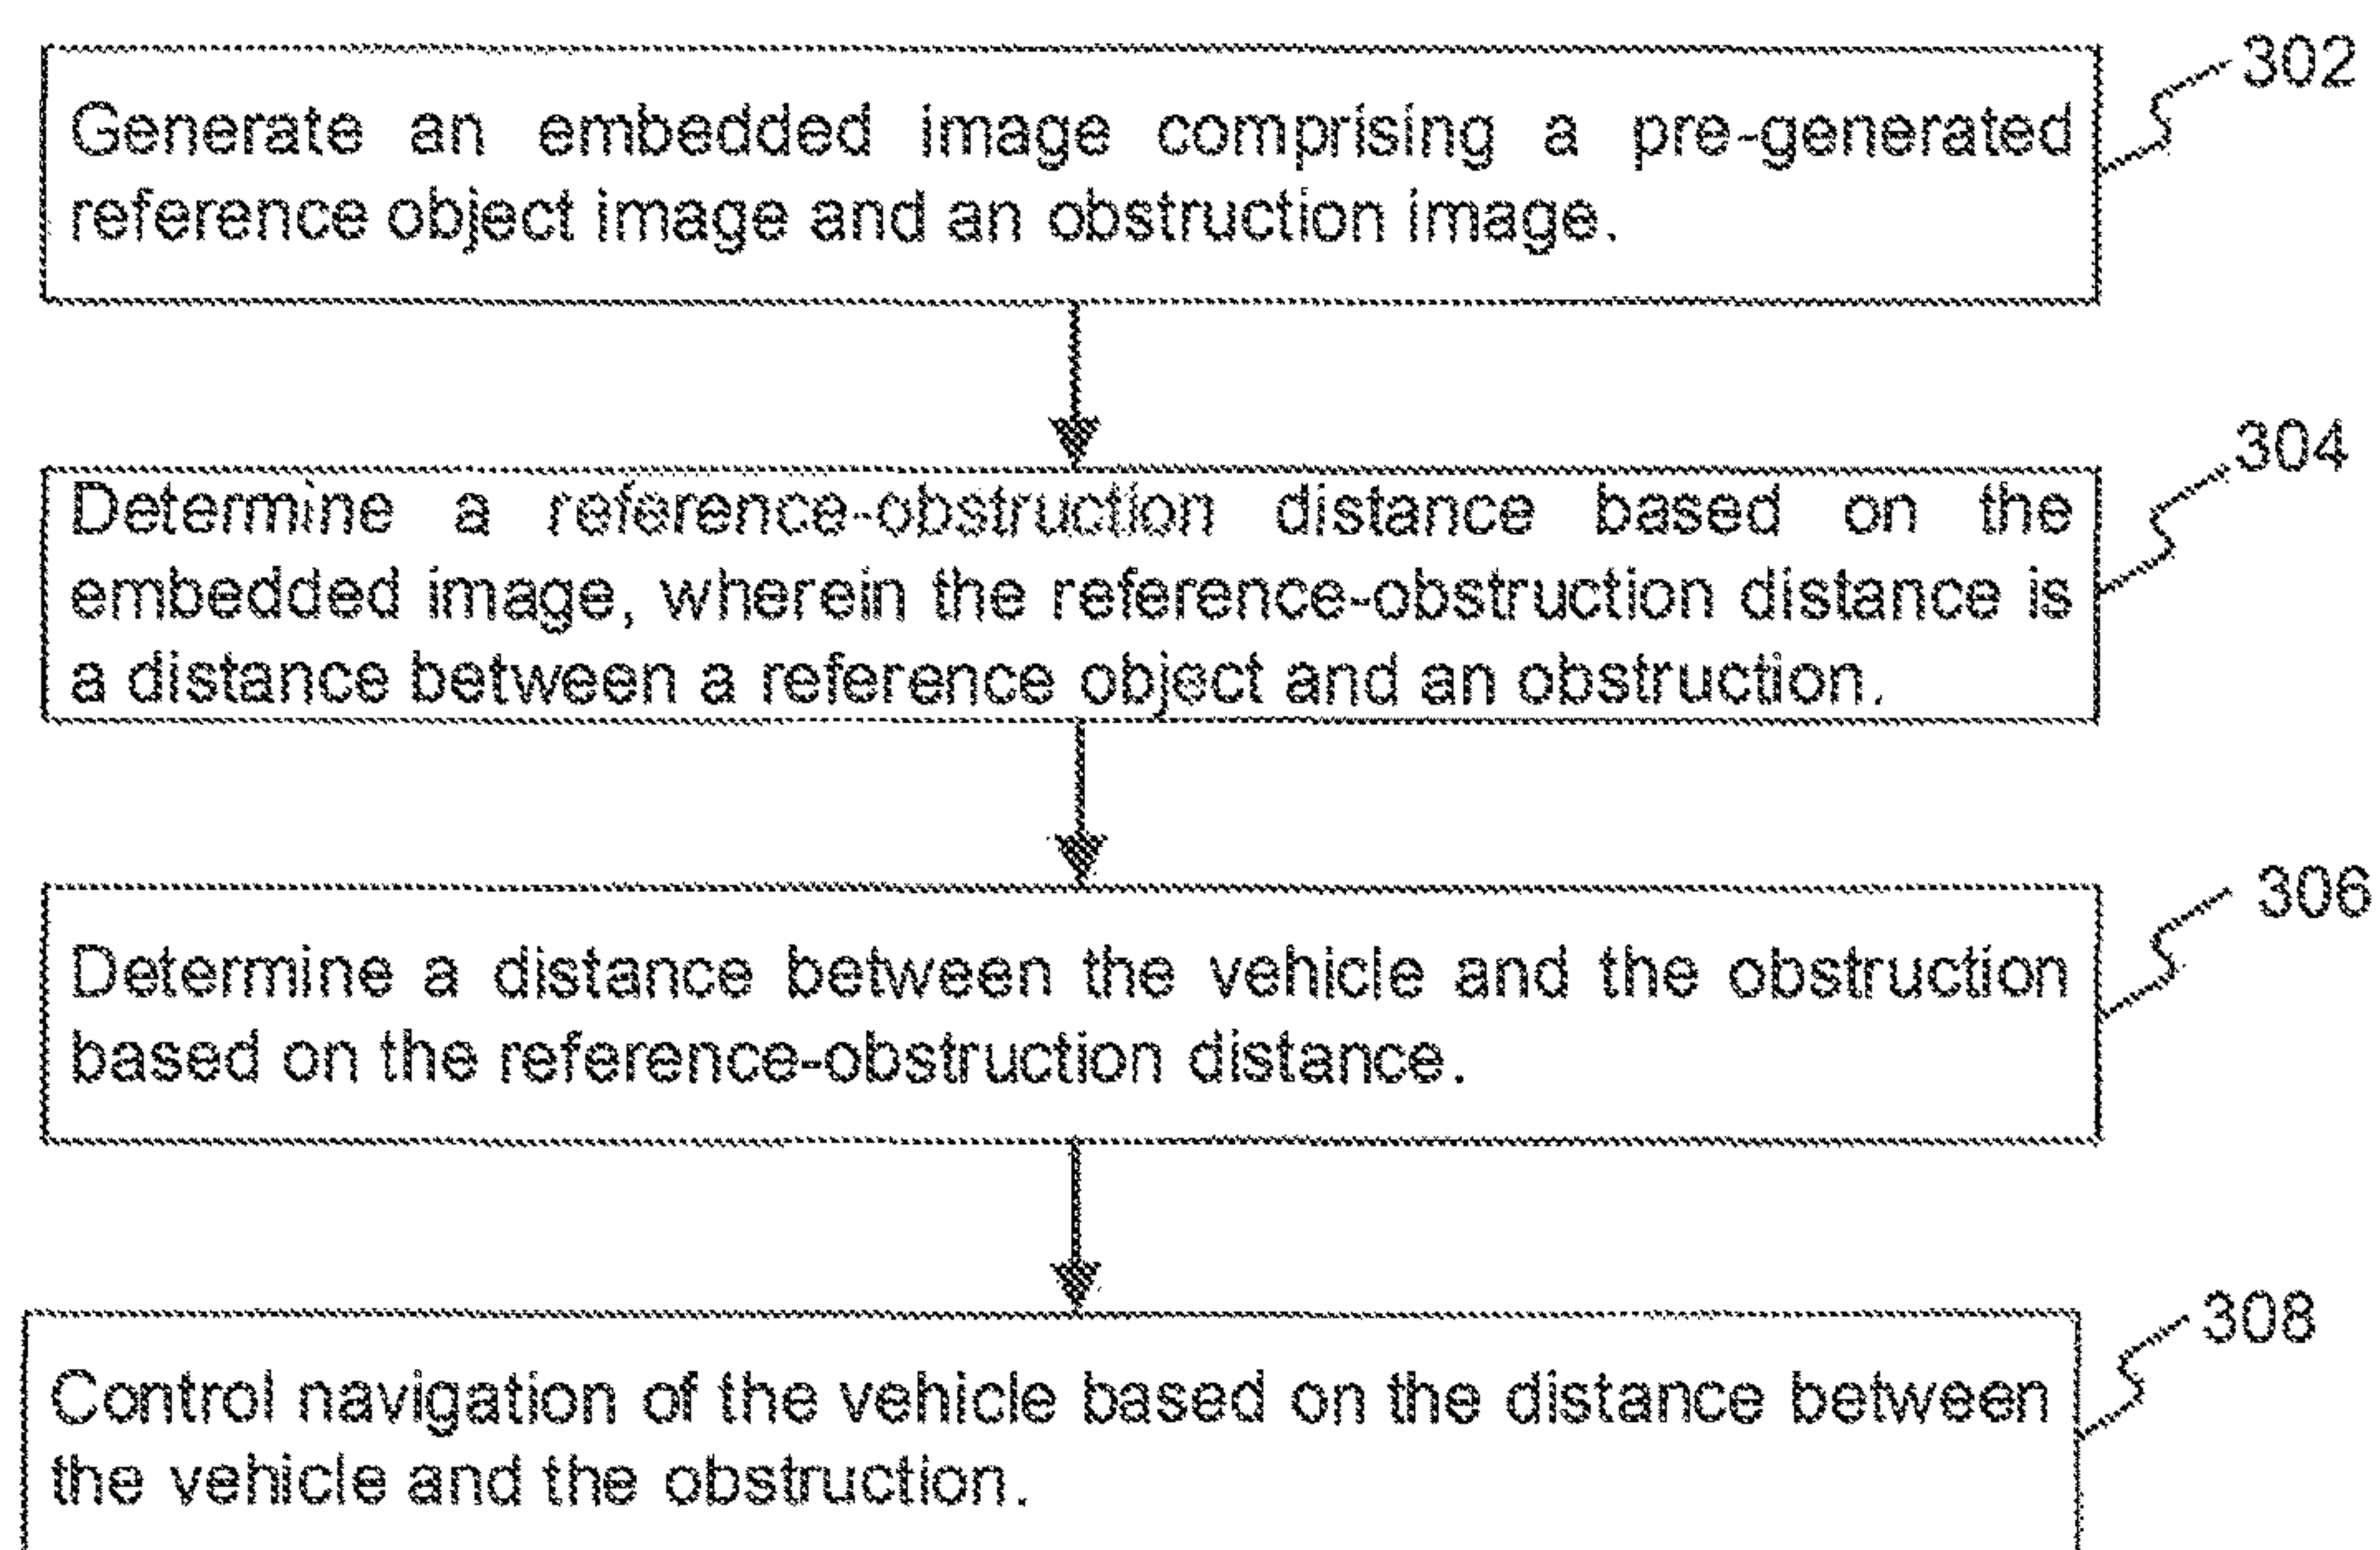 302
Generate an embedded image comprising a pre-generated
reference object image and an obstruction image.
304
Determine a reference-obstruction distance based on the
embedded image, wherein the reference-obstruction distance is
a distance between a reference object and an obstruction.
306
Determine a distance between the vehicle and the obstruction
based on the reference-obstruction distance.
308
Control navigation of the vehicle based on the distance between
the vehicle and the obstruction.